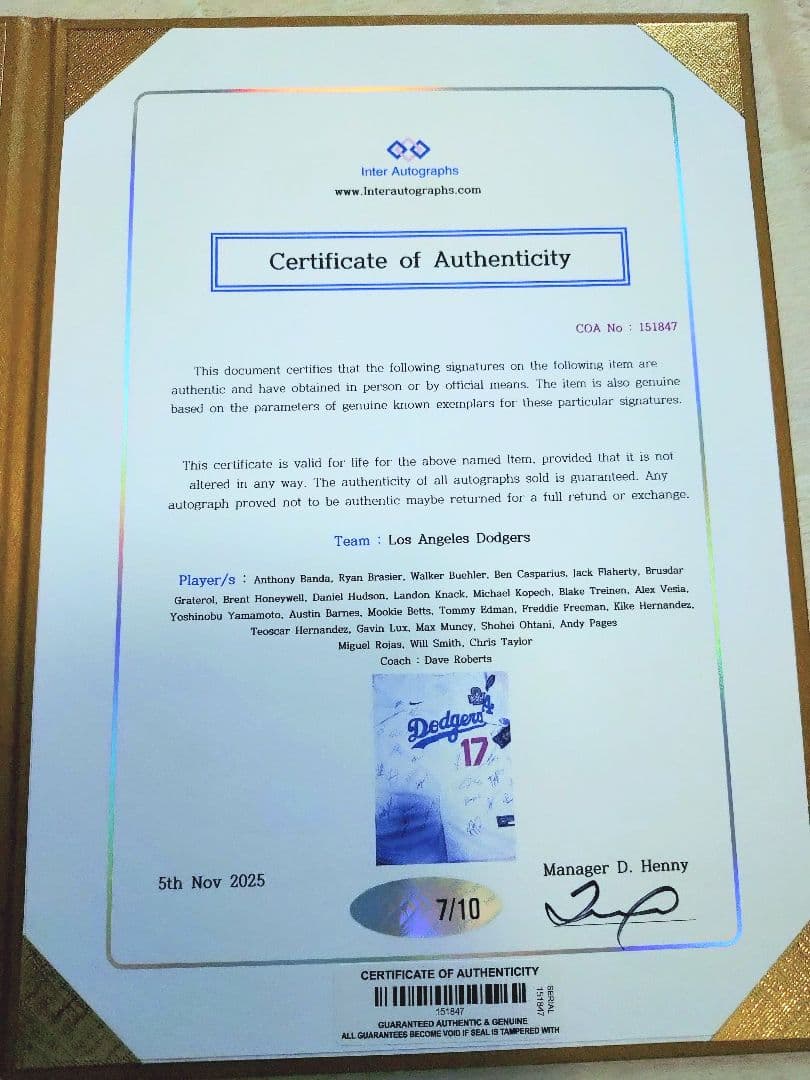 Inter Autographs
www.Interautographs.com
Certificate of Authenticity
COA No : 151847
This document certifies that the following signatures on the following item are
authentic and have obtained in person or by official means. The item is also genuine
based on the parameters of genuine known exemplars for these particular signatures.
This certificate is valid for life for the above named Item, provided that it is not
altered in any way. The authenticity of all autographs sold is guaranteed. Any
autograph proved not to be authentic maybe returned for a full refund or exchange.
Team : Los Angeles Dodgers
Player/s : Anthony Banda, Ryan Brasier, Walker Buehler, Ben Casparius, Jack Flaherty, Brusdar
Graterol, Brent Honeywell, Daniel Hudson, Landon Knack, Michael Kopech, Blake Treinen, Alex Vesia,
Yoshinobu Yamamoto, Austin Barnes, Mookie Betts, Tommy Edman, Freddie Freeman, Kike Hernandez,
Teoscar Hernandez, Gavin Lux, Max Muncy, Shohei Ohtani, Andy Pages
Miguel Rojas, Will Smith, Chris Taylor
Coach : Dave Roberts
Dodgers
17
5th Nov 2025
Manager D. Henny
7/10
CERTIFICATE OF AUTHENTICITY
151847
SERIAL
151847
GUARANTEED AUTHENTIC & GENUINE
ALL GUARANTEES BECOME VOID IF SEAL IS TAMPERED WITH